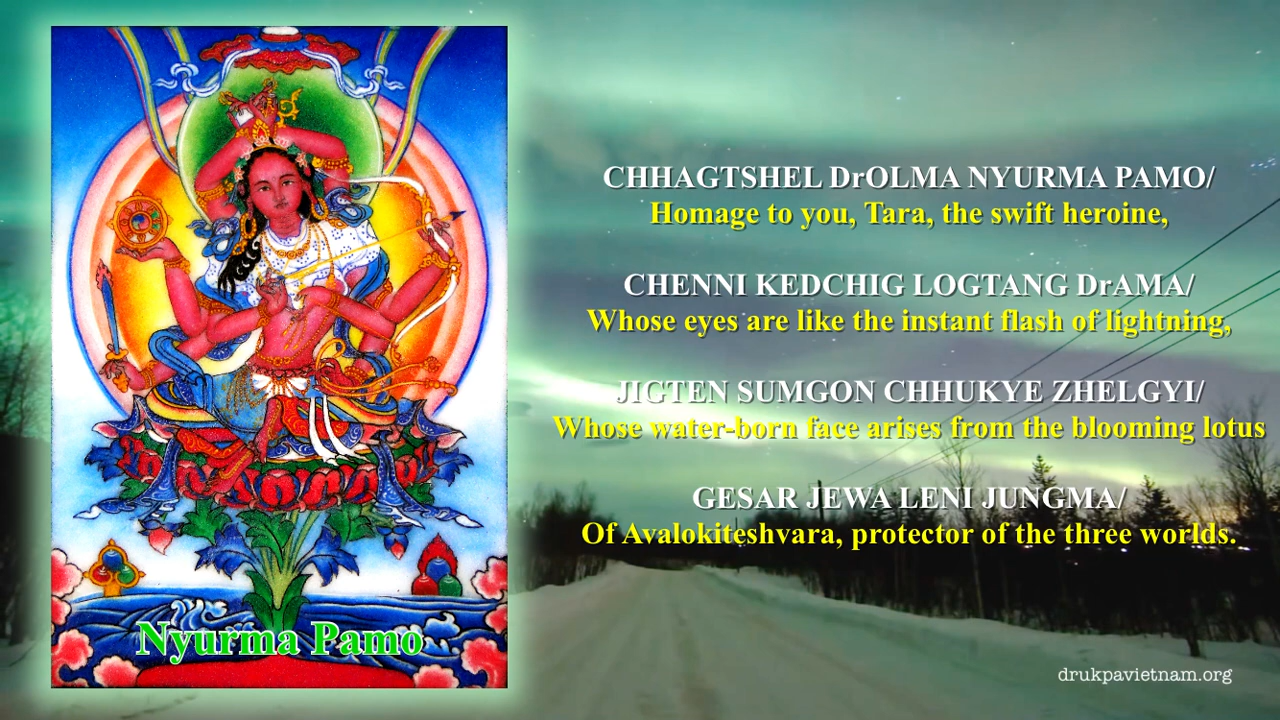 CHHAGTSHEL DrOLMA NYURMA PAMO/
Homage to you, Tara, the swift heroine,
CHENNI KEDCHIG LOGTANG DrAMA/
Whose eyes are like the instant flash of lightning,
JIGTEN SUMGON CHHUKYE ZHELGYI/
Whose water-born face arises from the blooming lotus
GESAR JEWA LENI JUNGMA/
Of Avalokiteshvara, protector of the three worlds.
Nyurma Pamo
drukpavietnam.org